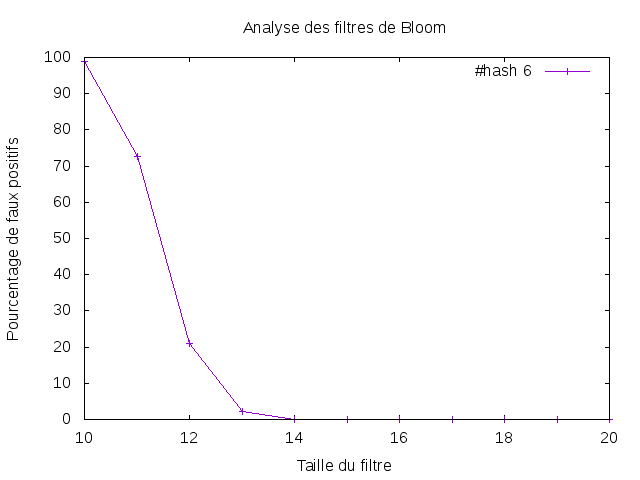 Analyse des filtres de Bloom
#hash 6
Pourcentage de faux positifs
100
90
80
70
60
50
40
30
20
10
0
10 12 14 16 18 20
Taille du filtre